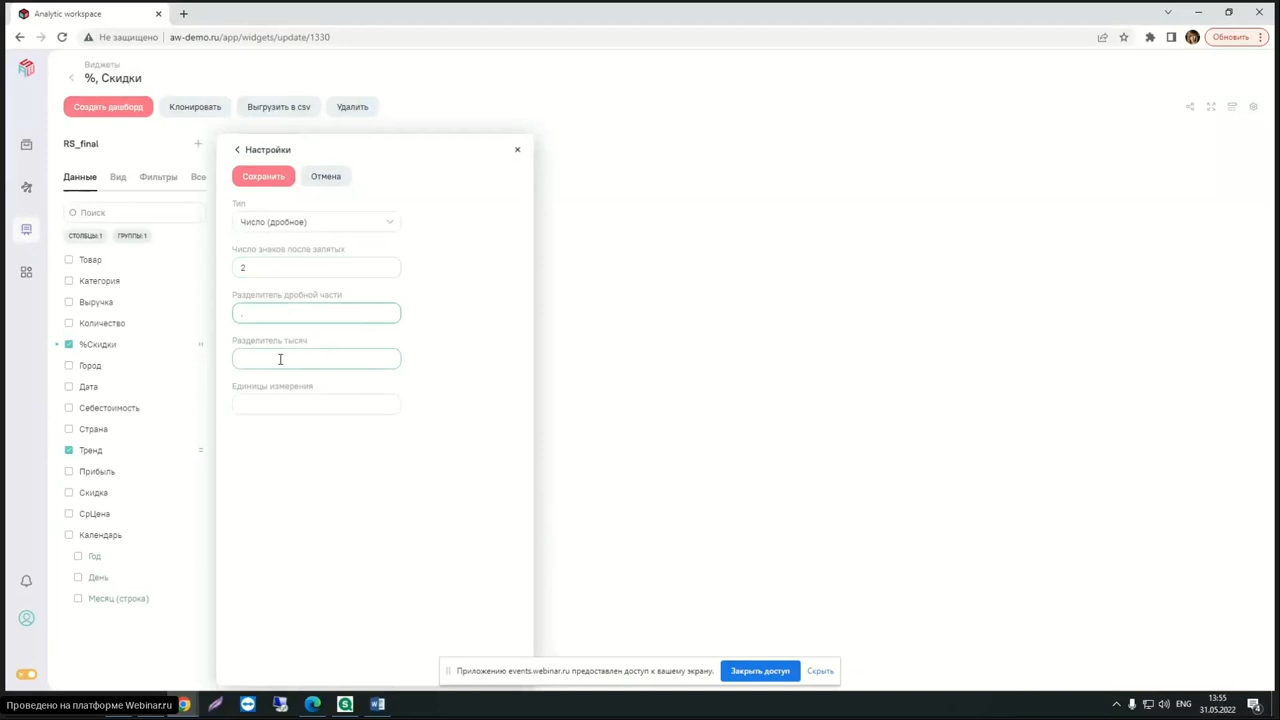 Analytic workspace
Не защищено
aw-demo.ru/app/widgets/update/1330
Обновить
Виджеты
%, Скидки
Создать дашборд
Клонировать
Выгрузить в csv
Удалить
RS_final
Данные
Вид
Фильтры
Все
Поиск
СТОЛБЦЫ:1
ГРУППЫ:1
Товар
Категория
Выручка
Количество
%Скидки
Город
Дата
Себестоимость
Страна
Тренд
Прибыль
Скидка
СрЦена
Календарь
Год
День
Месяц (строка)
Настройки
Сохранить
Отмена
Тип
Число (дробное)
Число знаков после запятых
2
Разделитель дробной части
.
Разделитель тысяч
Единицы измерения
Приложению events.webinar.ru предоставлен доступ к вашему экрану.
Закрыть доступ
Скрыть
Проведено на платформе Webinar.ru
ENG
13:55
31.05.2022
4